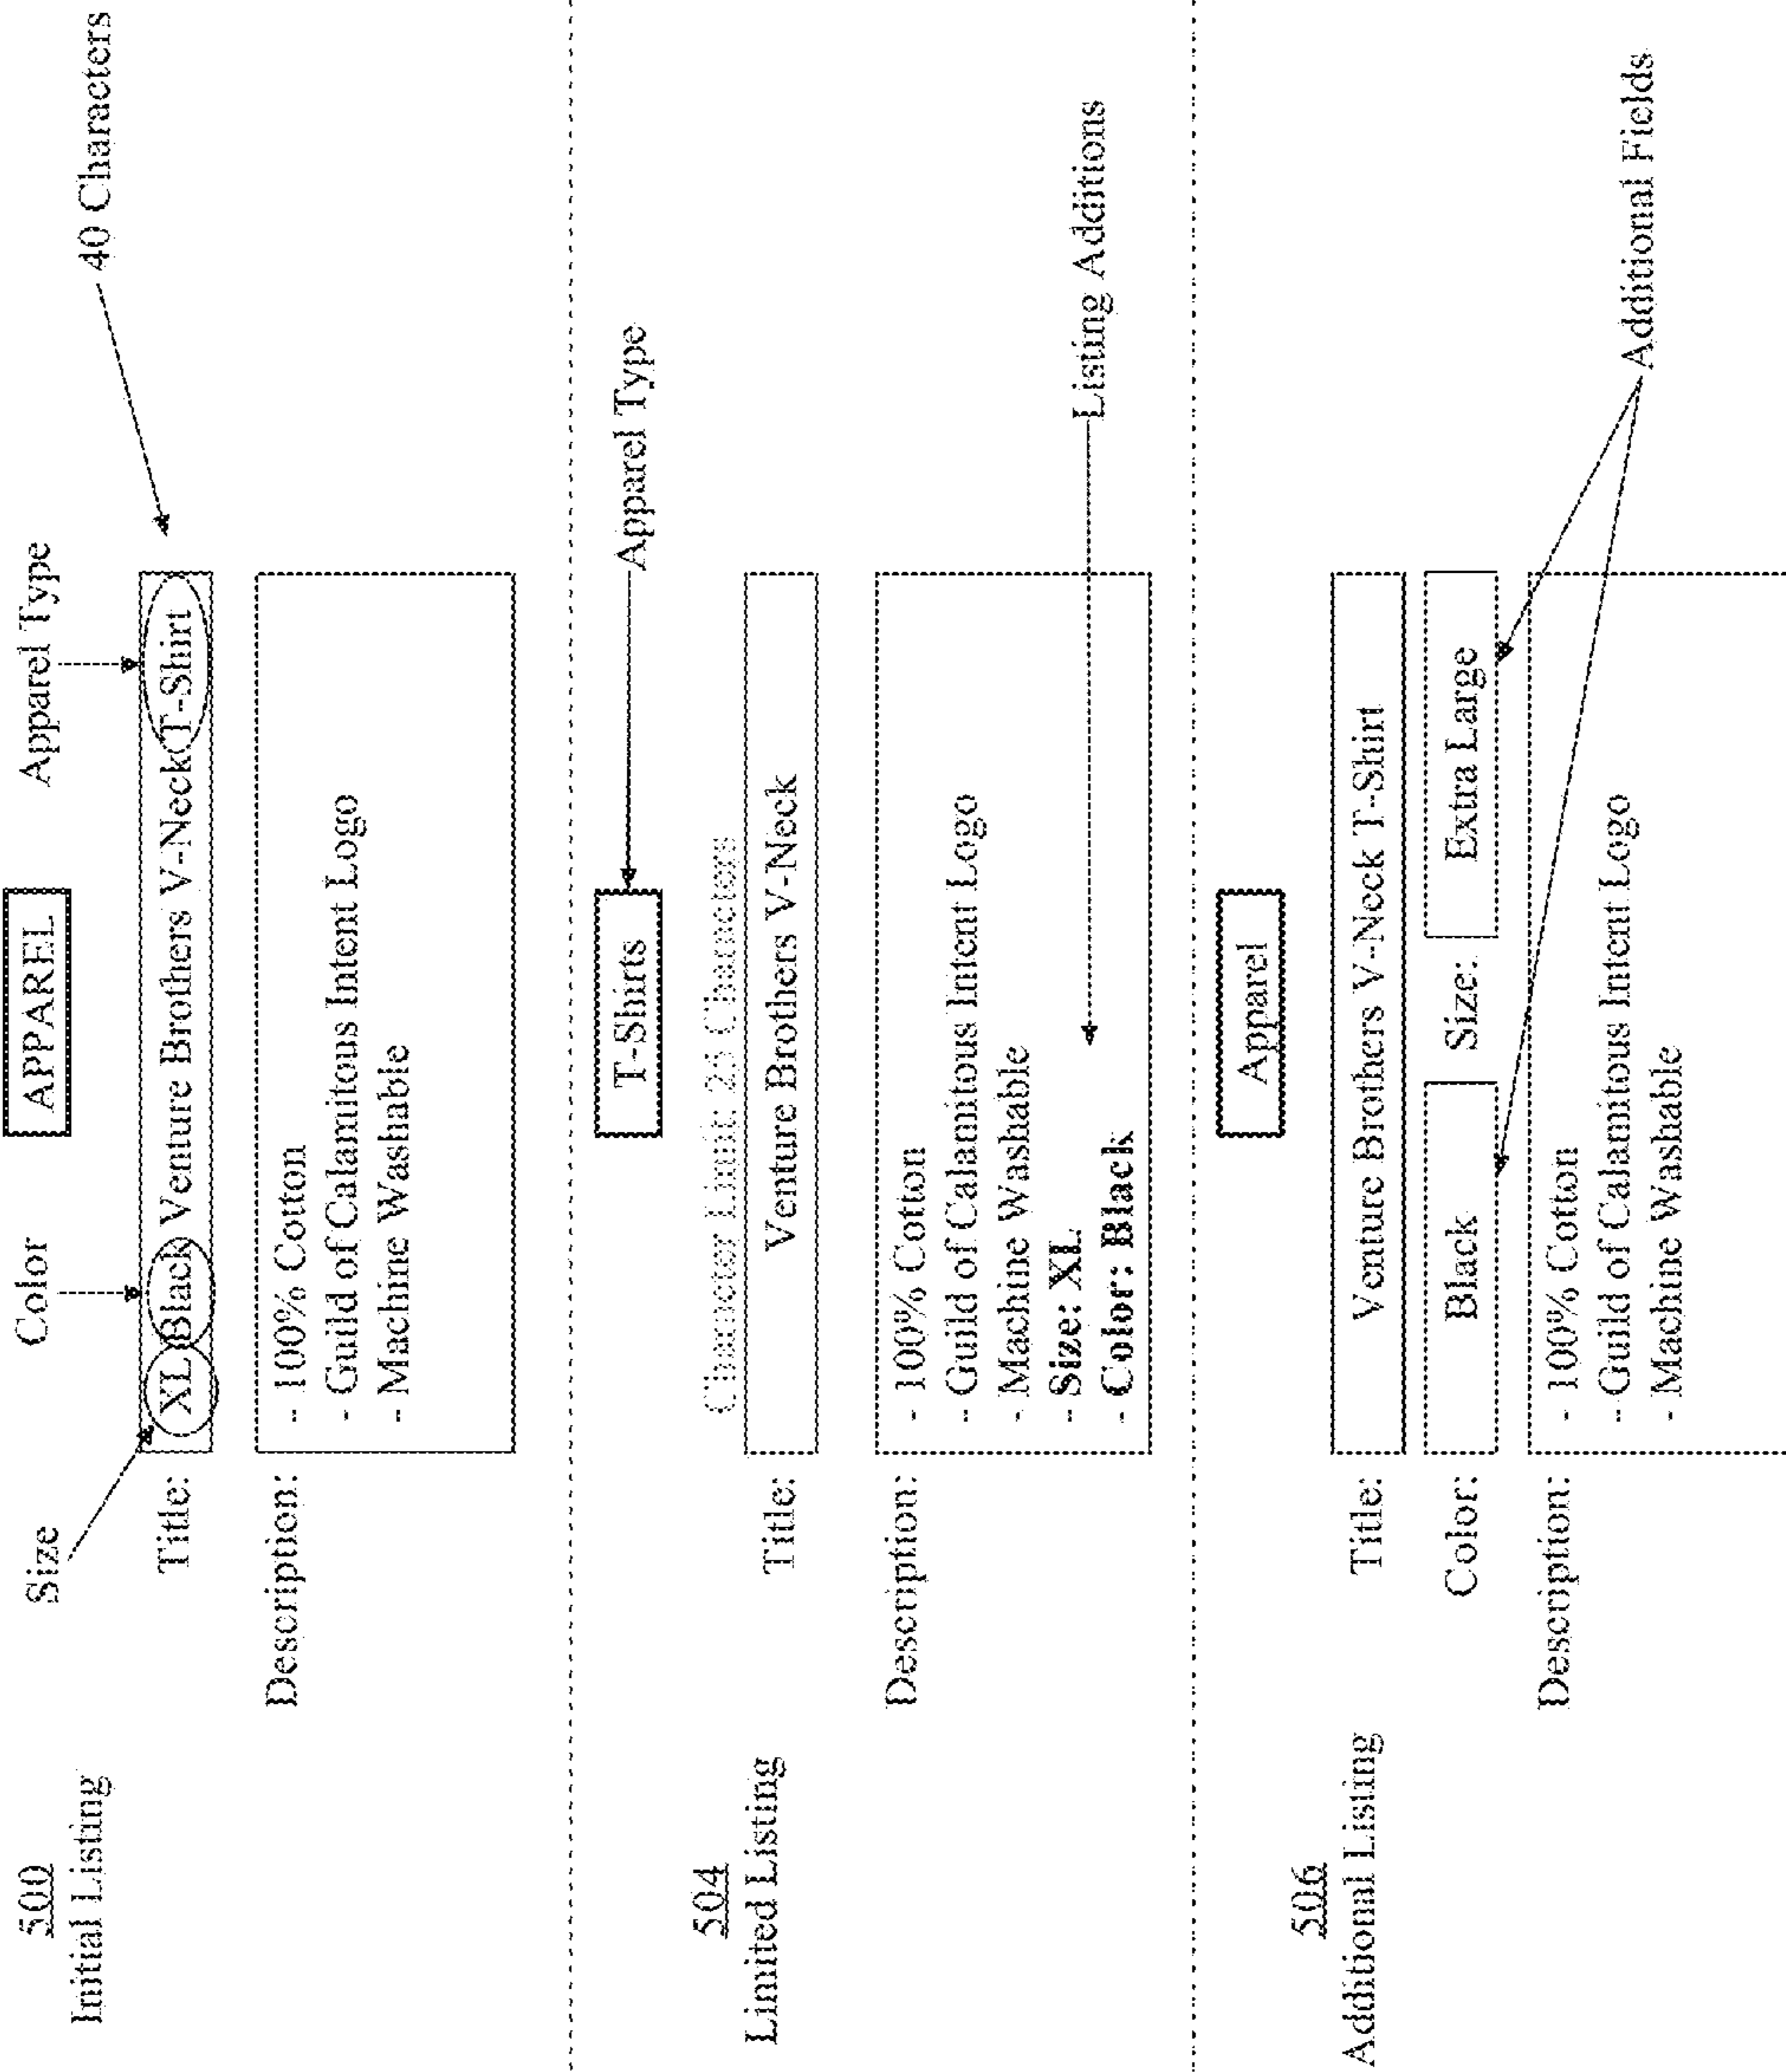 500
Initial Listing
APPAREL
Size
Color
Apparel Type
40 Characters
Title:
XL Black Venture Brothers V-Neck T-Shirt
Description:
- 100% Cotton
- Guild of Calamitous Intent Logo
- Machine Washable
504
Limited Listing
T-Shirts
Apparel Type
Character Limit: 25 Characters
Title:
Venture Brothers V-Neck
Description:
- 100% Cotton
- Guild of Calamitous Intent Logo
- Machine Washable
- Size: XL
- Color: Black
Listing Additions
506
Additional Listing
Apparel
Title:
Venture Brothers V-Neck T-Shirt
Color: Black Size: Extra Large
Description:
- 100% Cotton
- Guild of Calamitous Intent Logo
- Machine Washable
Additional Fields